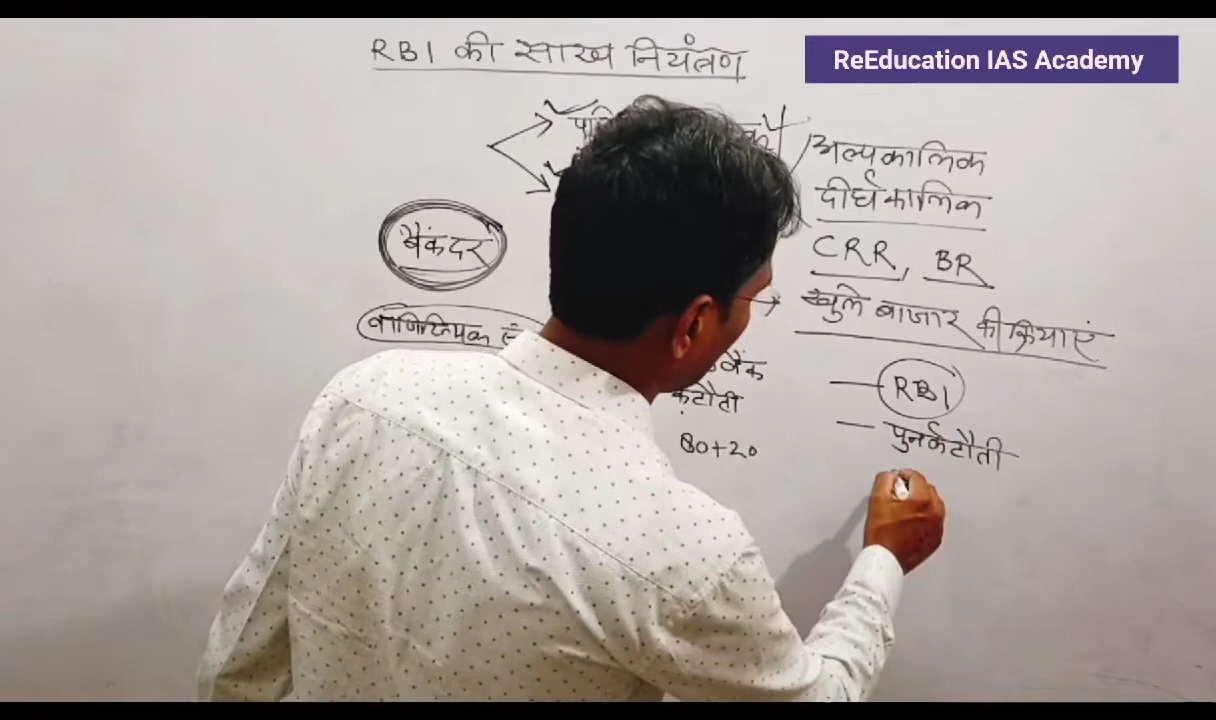 RBI की साख नियंत्रण
ReEducation IAS Academy
अल्पकालिक
दीर्घकालिक
बैंकदर
CRR, BR
खुले बाजार की क्रियाएं
वाणिज्यिक
बैंक
RBI
कटौती
पुनर्कटौती
80+20